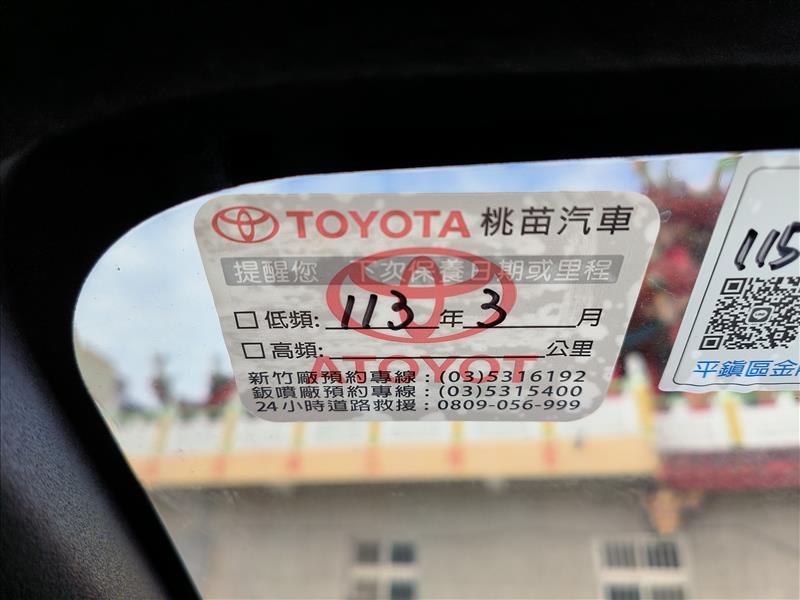 TOYOTA 桃苗汽車
提醒您 下次保養日期或里程
□低頻: 113 年 3 月
□高頻: 公里
ATOYOT
新竹廠預約專線:(03)5316192
鈑噴廠預約專線:(03)5315400
24小時道路救援:0809-056-999
115
平鎮區金